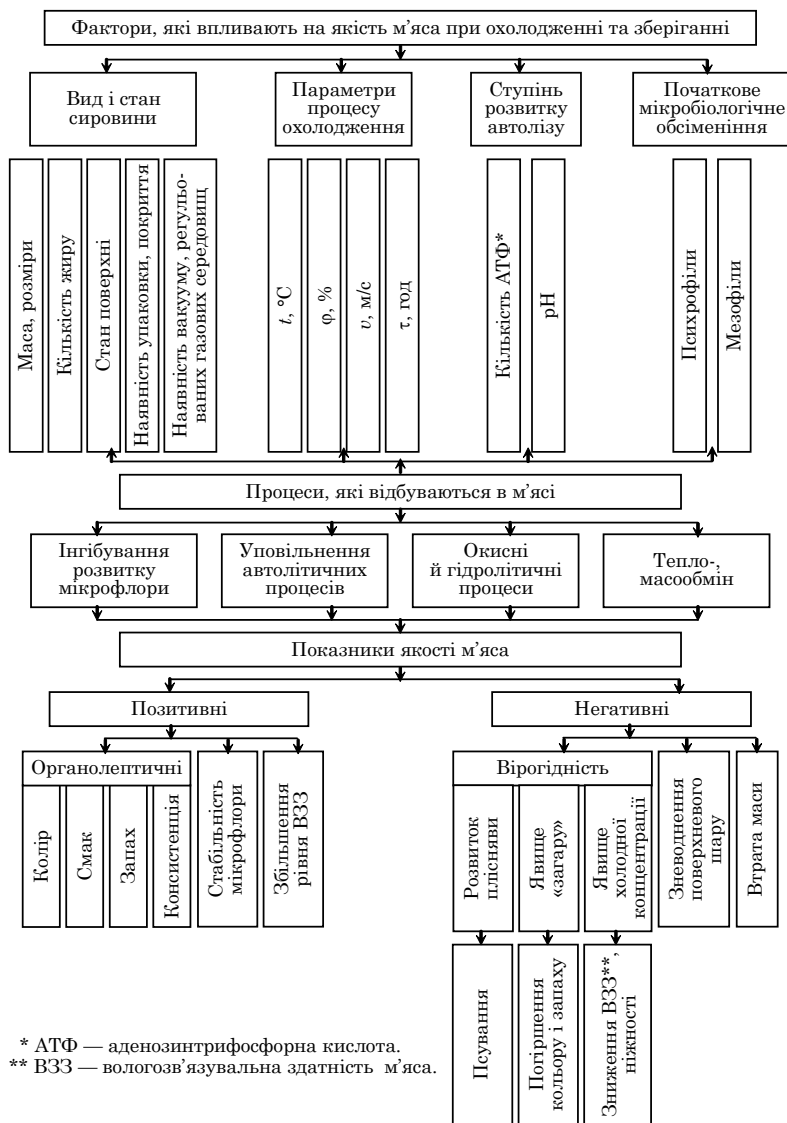 Фактори, які впливають на якість м’яса при охолодженні та зберіганні
Вид і стан
сировини
Параметри
процесу
охолодження
Ступінь
розвитку
автолізу
Початкове
мікробіологічне
обсіменіння
Маса, розміри
Кількість жиру
Стан поверхні
Наявність упаковки, покриття
Наявність вакууму, регульо-
ваних газових середовищ
t, °C
φ, %
υ, м/с
τ, год
Кількість АТФ*
pH
Психрофіли
Мезофіли
Процеси, які відбуваються в м’ясі
Інгібування
розвитку
мікрофлори
Уповільнення
автолітичних
процесів
Окисні
й гідролітичні
процеси
Тепло-,
масообмін
Показники якості м’яса
Позитивні
Негативні
Органолептичні
Колір
Смак
Запах
Консистенція
Стабільність
мікрофлори
Збільшення
рівня ВЗЗ
Вірогідність
Розвиток
плісняви
Явище
«загару»
Явище
холодної
концентрації
Зневоднення
поверхневого
шару
Втрата маси
Псування
Погіршення
кольору і запаху
Зниження ВЗЗ**,
ніжності
* АТФ — аденозинтрифосфорна кислота.
** ВЗЗ — вологозв’язувальна здатність м’яса.